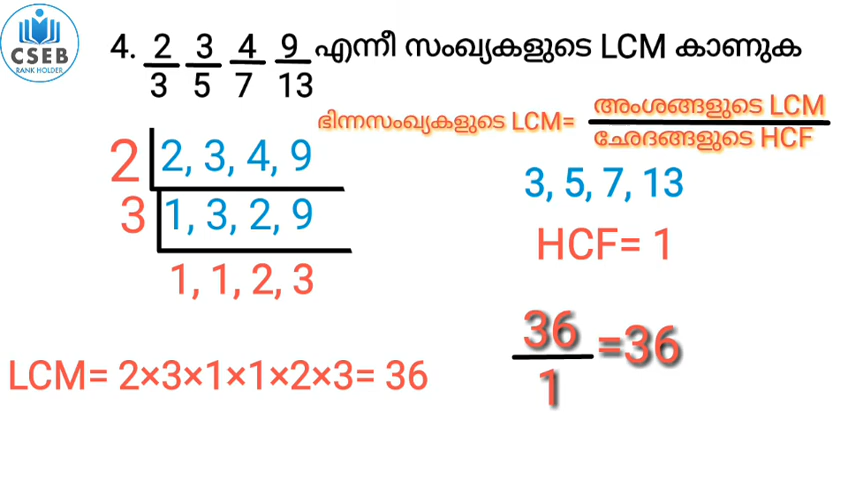 CSEB
RANK HOLDER
4. 2/3 3/5 4/7 9/13 എന്നീ സംഖ്യകളുടെ LCM കാണുക
ഭിന്നസംഖ്യകളുടെ LCM= അംശങ്ങളുടെ LCM
ഛേദങ്ങളുടെ HCF
2 2, 3, 4, 9
3 1, 3, 2, 9
1, 1, 2, 3
LCM= 2×3×1×1×2×3= 36
3, 5, 7, 13
HCF= 1
36/1 =36